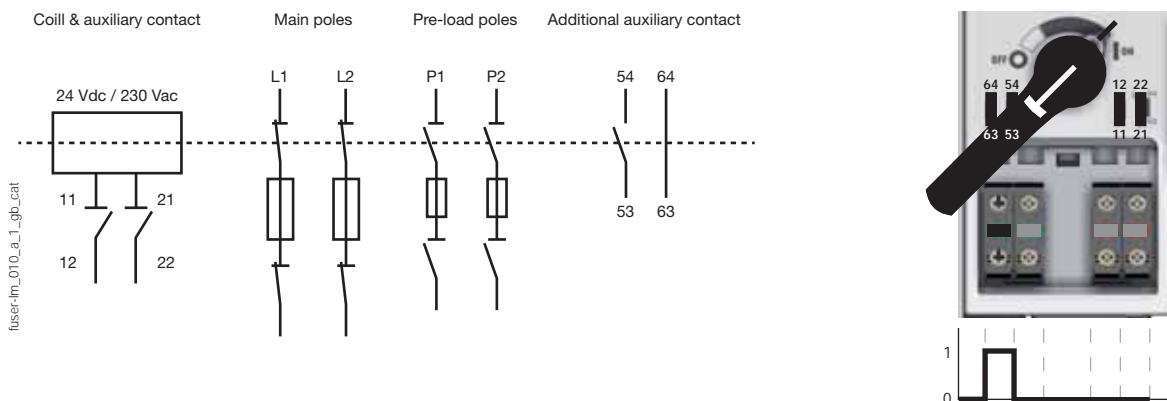 Coill & auxiliary contact
Main poles
Pre-load poles
Additional auxiliary contact
L1 L2 P1 P2 54 64
24 Vdc / 230 Vac
11 21
12 22
53 63
fuser-lm_010_a_1_gb_cat
OFF ON
64 54 12 22
63 53 11 21
1
0